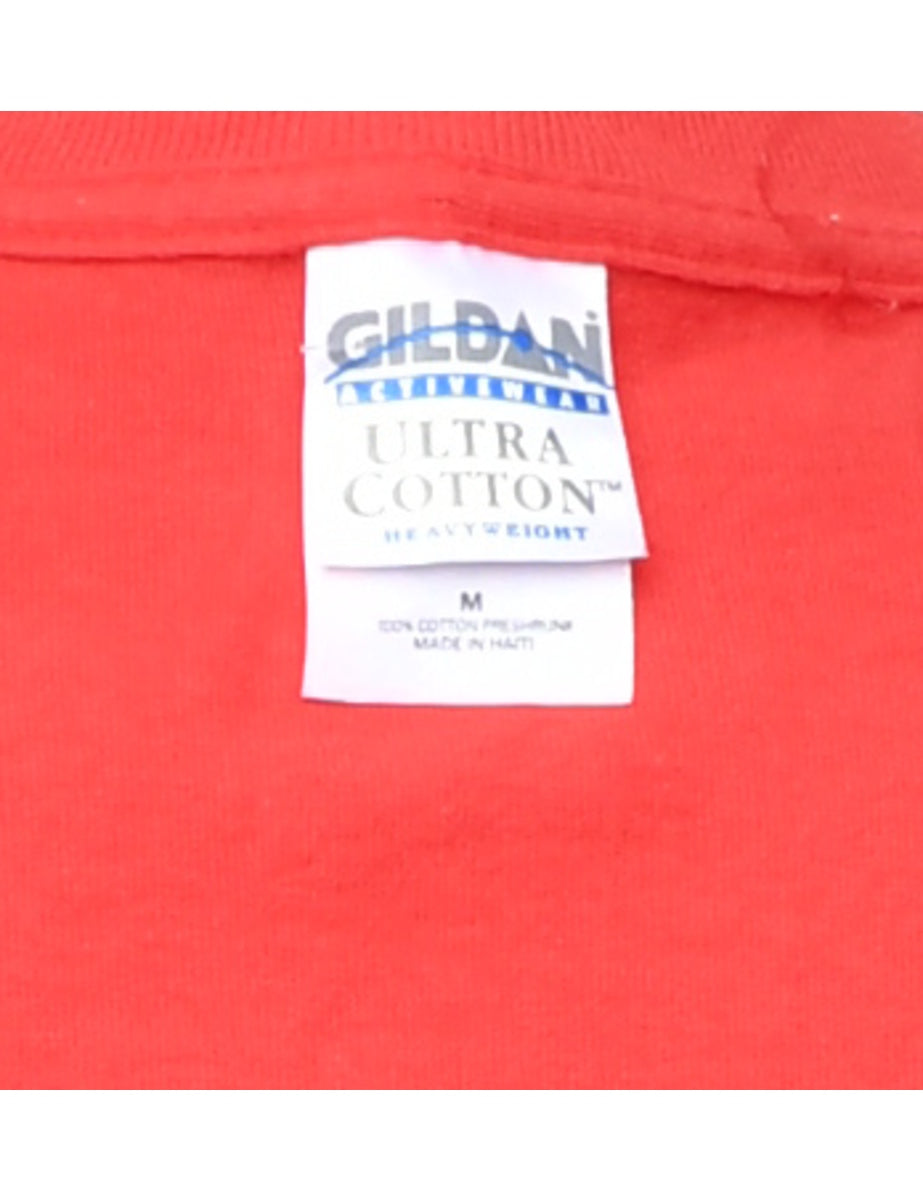 GILDAN
ACTIVEWEAR
ULTRA
COTTON™
HEAVYWEIGHT
M
100% COTTON PRESHRUNK
MADE IN HAITI